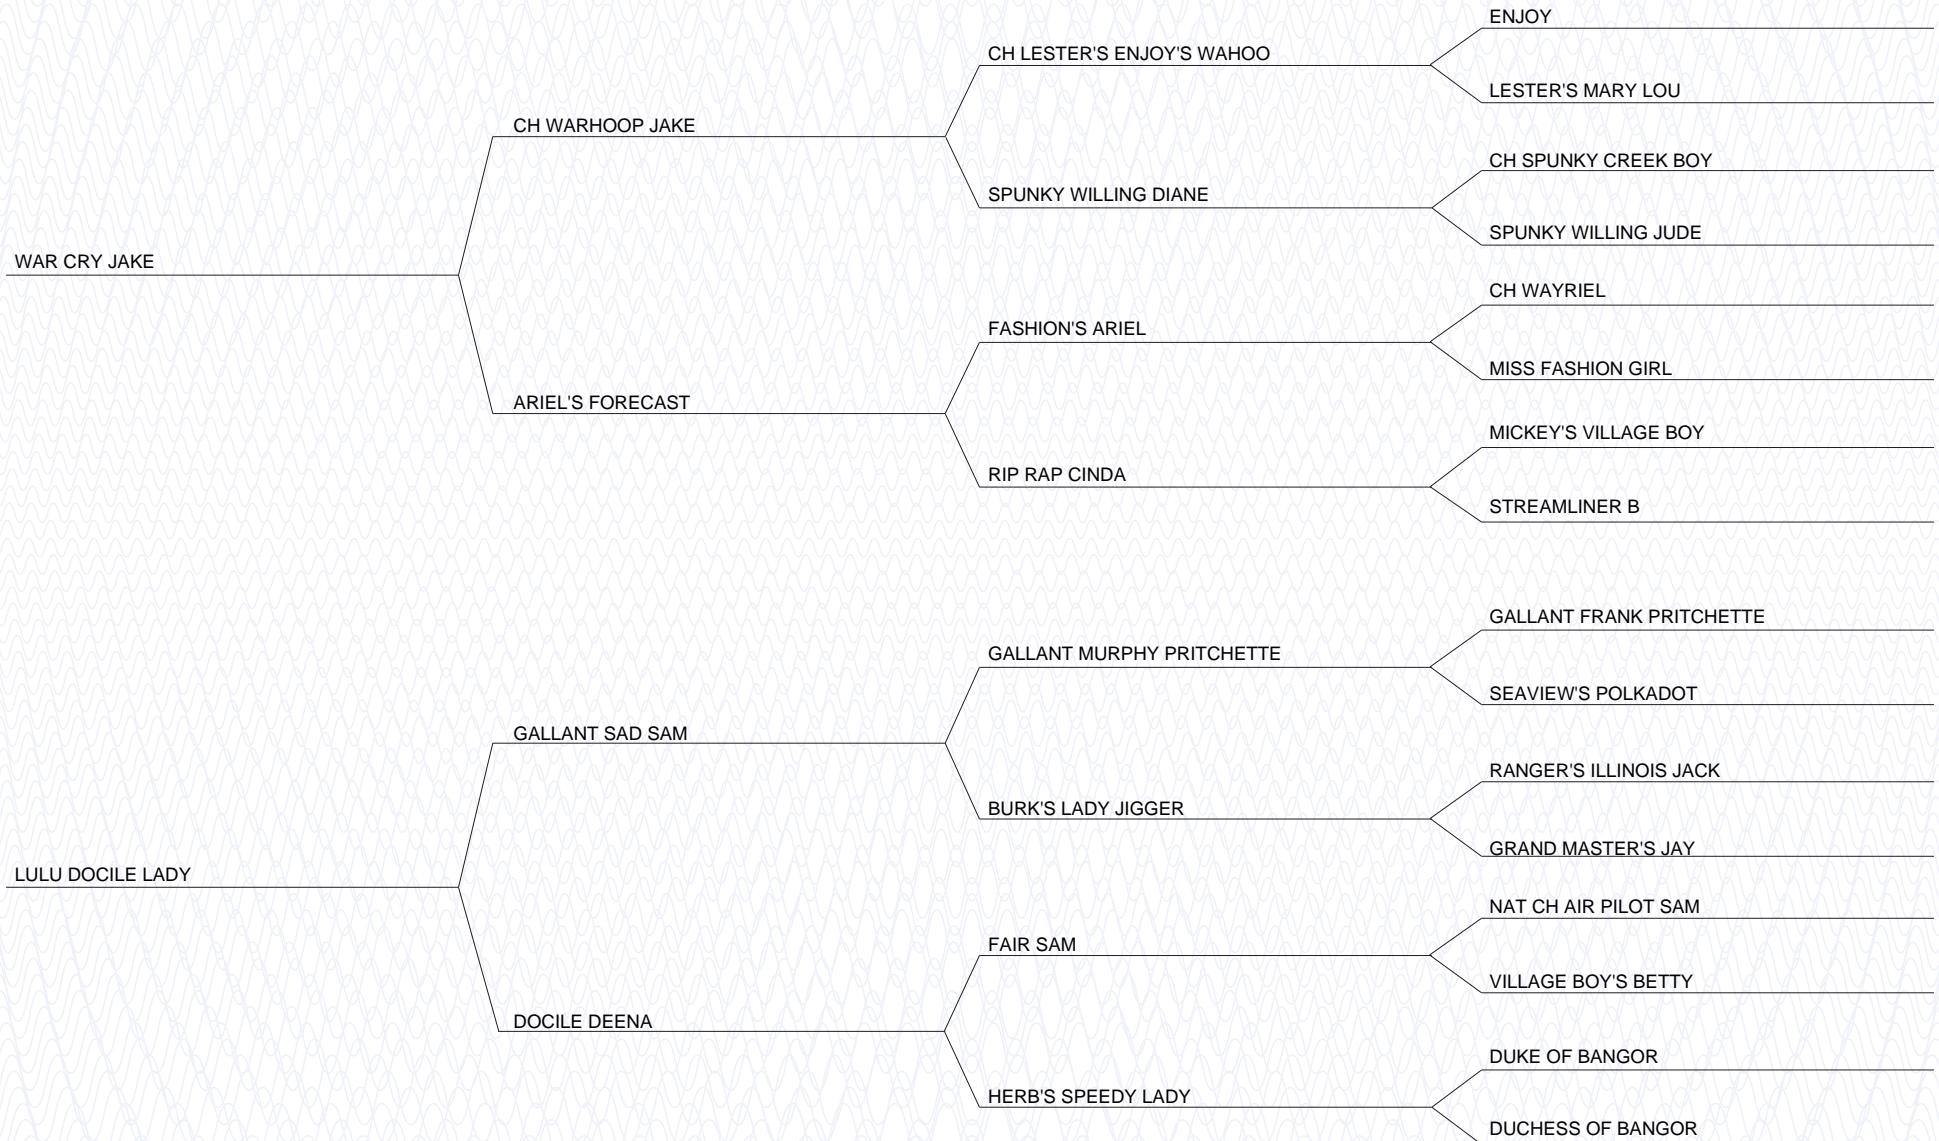 ENJOY
CH LESTER'S ENJOY'S WAHOO
LESTER'S MARY LOU
CH WARHOOP JAKE
CH SPUNKY CREEK BOY
SPUNKY WILLING DIANE
SPUNKY WILLING JUDE
WAR CRY JAKE
CH WAYRIEL
FASHION'S ARIEL
MISS FASHION GIRL
ARIEL'S FORECAST
MICKEY'S VILLAGE BOY
RIP RAP CINDA
STREAMLINER B
GALLANT FRANK PRITCHETTE
GALLANT MURPHY PRITCHETTE
SEAVIEW'S POLKADOT
GALLANT SAD SAM
RANGER'S ILLINOIS JACK
BURK'S LADY JIGGER
GRAND MASTER'S JAY
LULU DOCILE LADY
NAT CH AIR PILOT SAM
FAIR SAM
VILLAGE BOY'S BETTY
DOCILE DEENA
DUKE OF BANGOR
HERB'S SPEEDY LADY
DUCHESS OF BANGOR